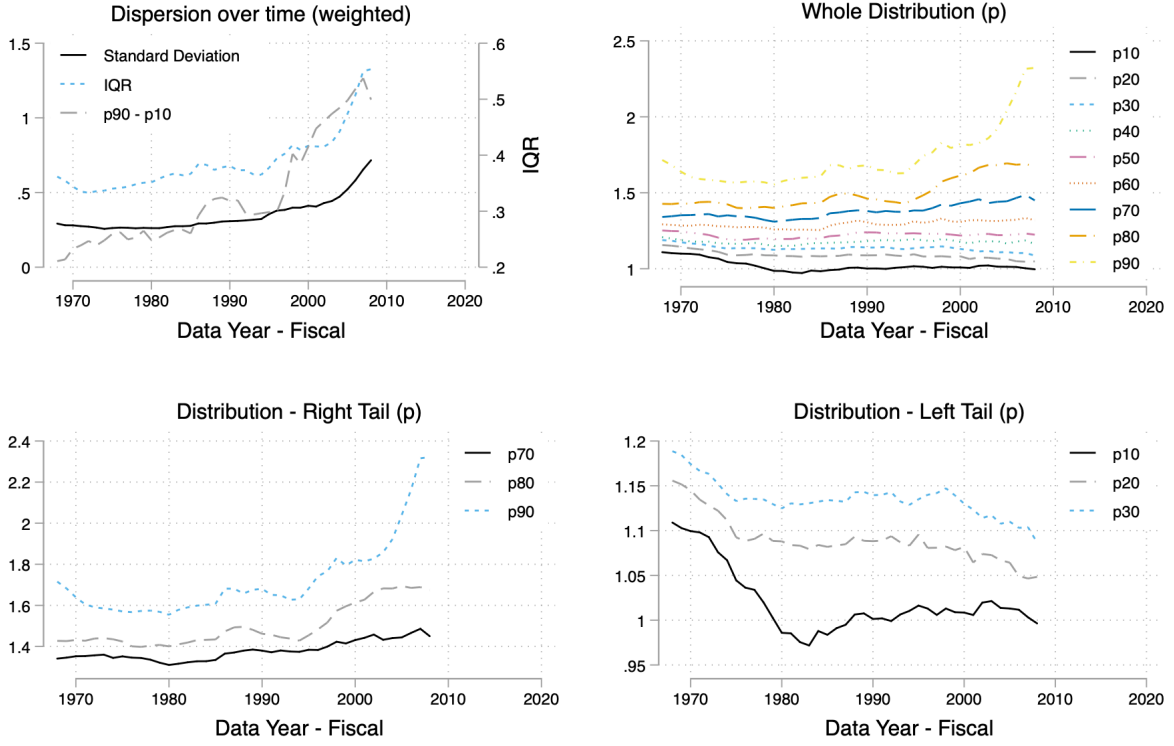 Dispersion over time (weighted)
1.5
1
.5
0
.6
.5
.4
.3
.2
IQR
Standard Deviation
IQR
p90 - p10
1970 1980 1990 2000 2010 2020
Data Year - Fiscal
Whole Distribution (p)
2.5
2
1.5
1
p10
p20
p30
p40
p50
p60
p70
p80
p90
1970 1980 1990 2000 2010 2020
Data Year - Fiscal
Distribution - Right Tail (p)
2.4
2.2
2
1.8
1.6
1.4
p70
p80
p90
1970 1980 1990 2000 2010 2020
Data Year - Fiscal
Distribution - Left Tail (p)
1.2
1.15
1.1
1.05
1
.95
p10
p20
p30
1970 1980 1990 2000 2010 2020
Data Year - Fiscal